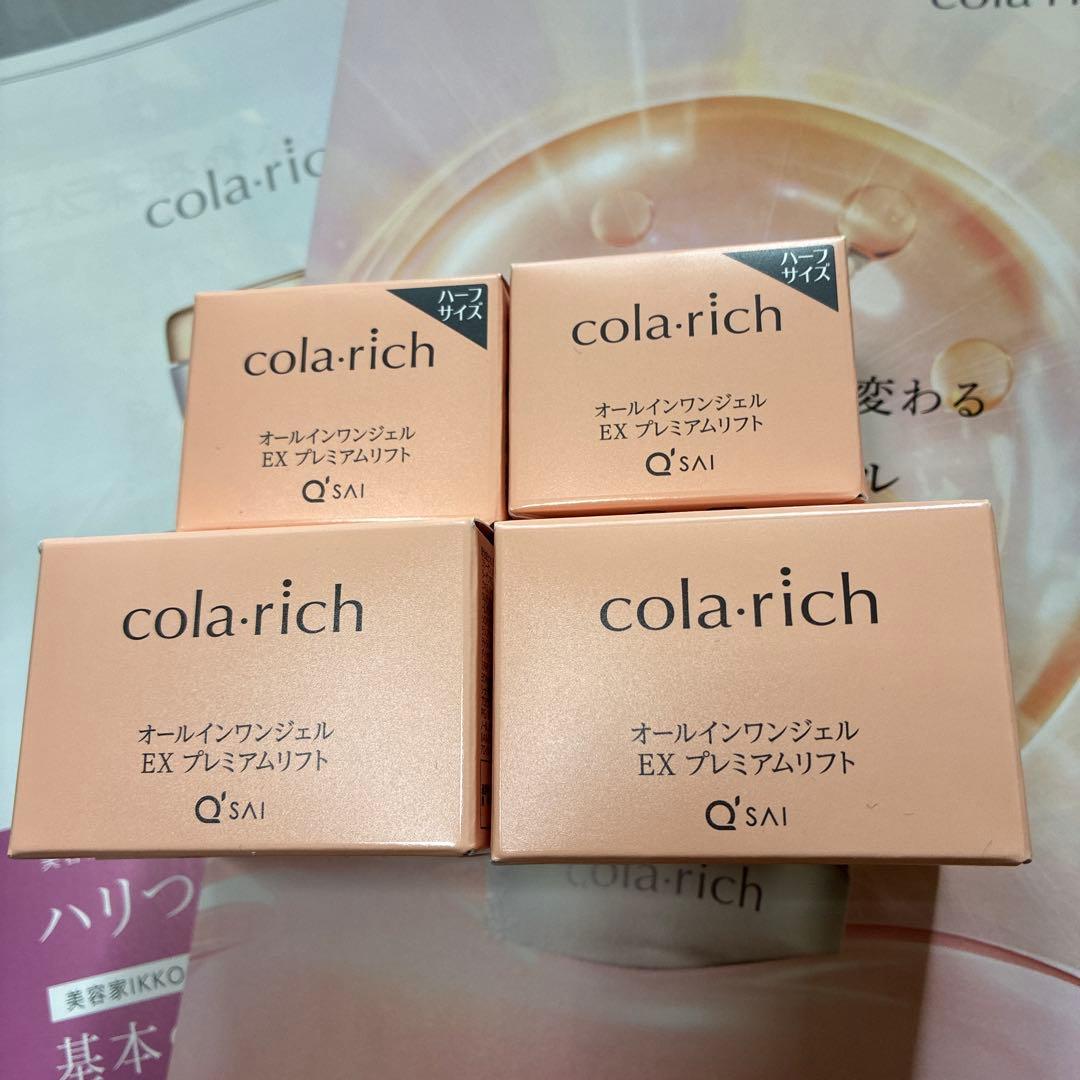 cola·ric
cola·ri
変わる
ル
ハーフ
サイズ
cola·rich
オールインワンジェル
EX プレミアムリフト
Q'SAI
ハーフ
サイズ
cola·rich
オールインワンジェル
EX プレミアムリフト
Q'SAI
cola·rich
オールインワンジェル
EX プレミアムリフト
Q'SAI
cola·rich
オールインワンジェル
EX プレミアムリフト
Q'SAI
cola·rich
ハリつ
美容家IKKO
基本